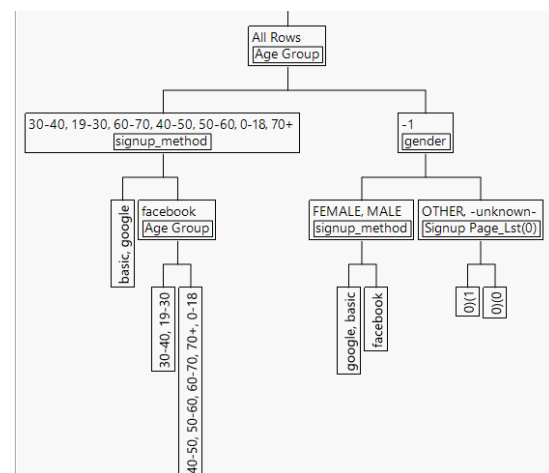 All Rows
Age Group
30-40, 19-30, 60-70, 40-50, 50-60, 0-18, 70+
signup_method
-1
gender
basic, google
facebook
Age Group
FEMALE, MALE
signup_method
OTHER, -unknown-
Signup Page_Lst(0)
30-40, 19-30
40-50, 50-60, 60-70, 70+, 0-18
google, basic
facebook
0)(1
0)(0